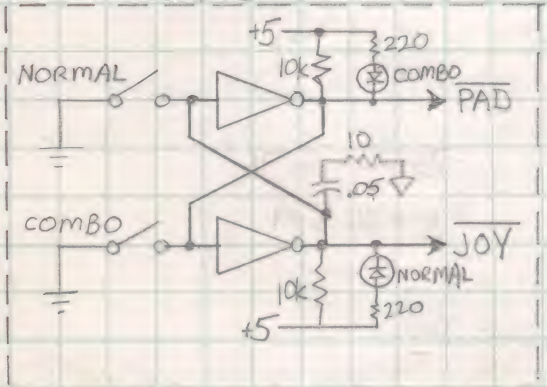 +5
220
10k
NORMAL
COMBO
PAD
10
.05
COMBO
JOY
NORMAL
10k
220
+5